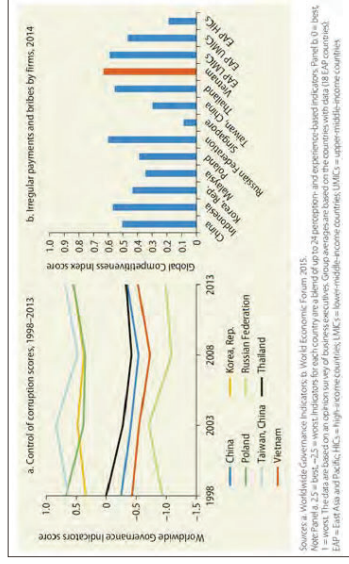 a. Control of corruption scores, 1998–2013
Worldwide Governance Indicators score
1.0
0.5
0
−0.5
−1.0
−1.5
1998
2003
2008
2013
China
Korea, Rep.
Poland
Russian Federation
Taiwan, China
Thailand
Vietnam
b. Irregular payments and bribes by firms, 2014
Global Competitiveness Index score
1.0
0.9
0.8
0.7
0.6
0.5
0.4
0.3
0.2
0.1
0
China
Indonesia
Korea, Rep.
Malaysia
Poland
Russian Federation
Singapore
Taiwan, China
Thailand
Vietnam
EAP LMICs
EAP UMICs
EAP HICs
Sources: a. Worldwide Governance Indicators; b. World Economic Forum 2015.
Note: Panel a. 2.5 = best, −2.5 = worst. Indicators for each country are a blend of up to 24 perception- and experience-based indicators. Panel b: 0 = best,
1 = worst. The data are based on an opinion survey of business executives. Group averages are based on the countries with data (18 EAP countries).
EAP = East Asia and Pacific; HICs = high-income countries; LMICs = lower-middle-income countries; UMICs = upper-middle-income countries.